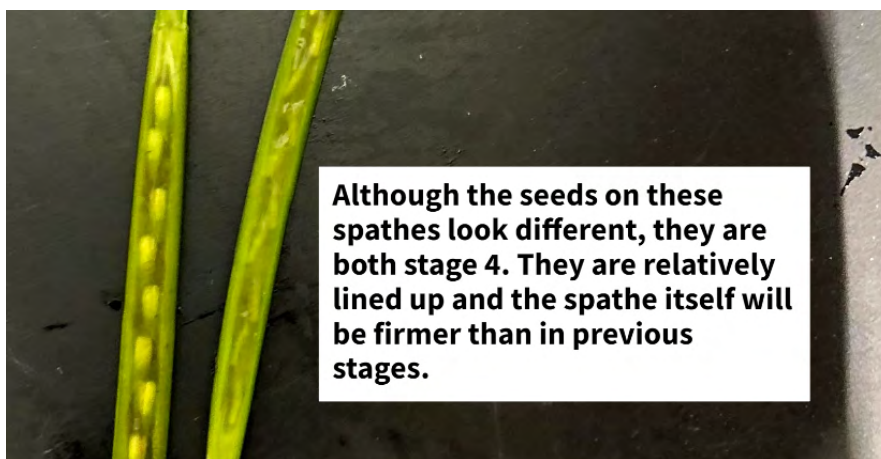 Although the seeds on these
spathes look different, they are
both stage 4. They are relatively
lined up and the spathe itself will
be firmer than in previous
stages.